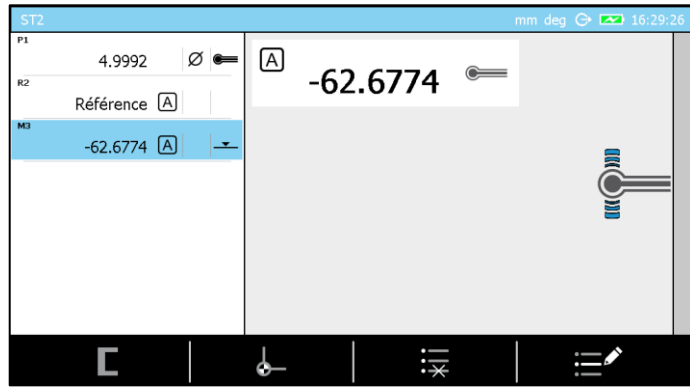 ST2 mm deg 16:29:26
P1
4.9992 Ø
R2
Référence A
M3
-62.6774 A
A
-62.6774